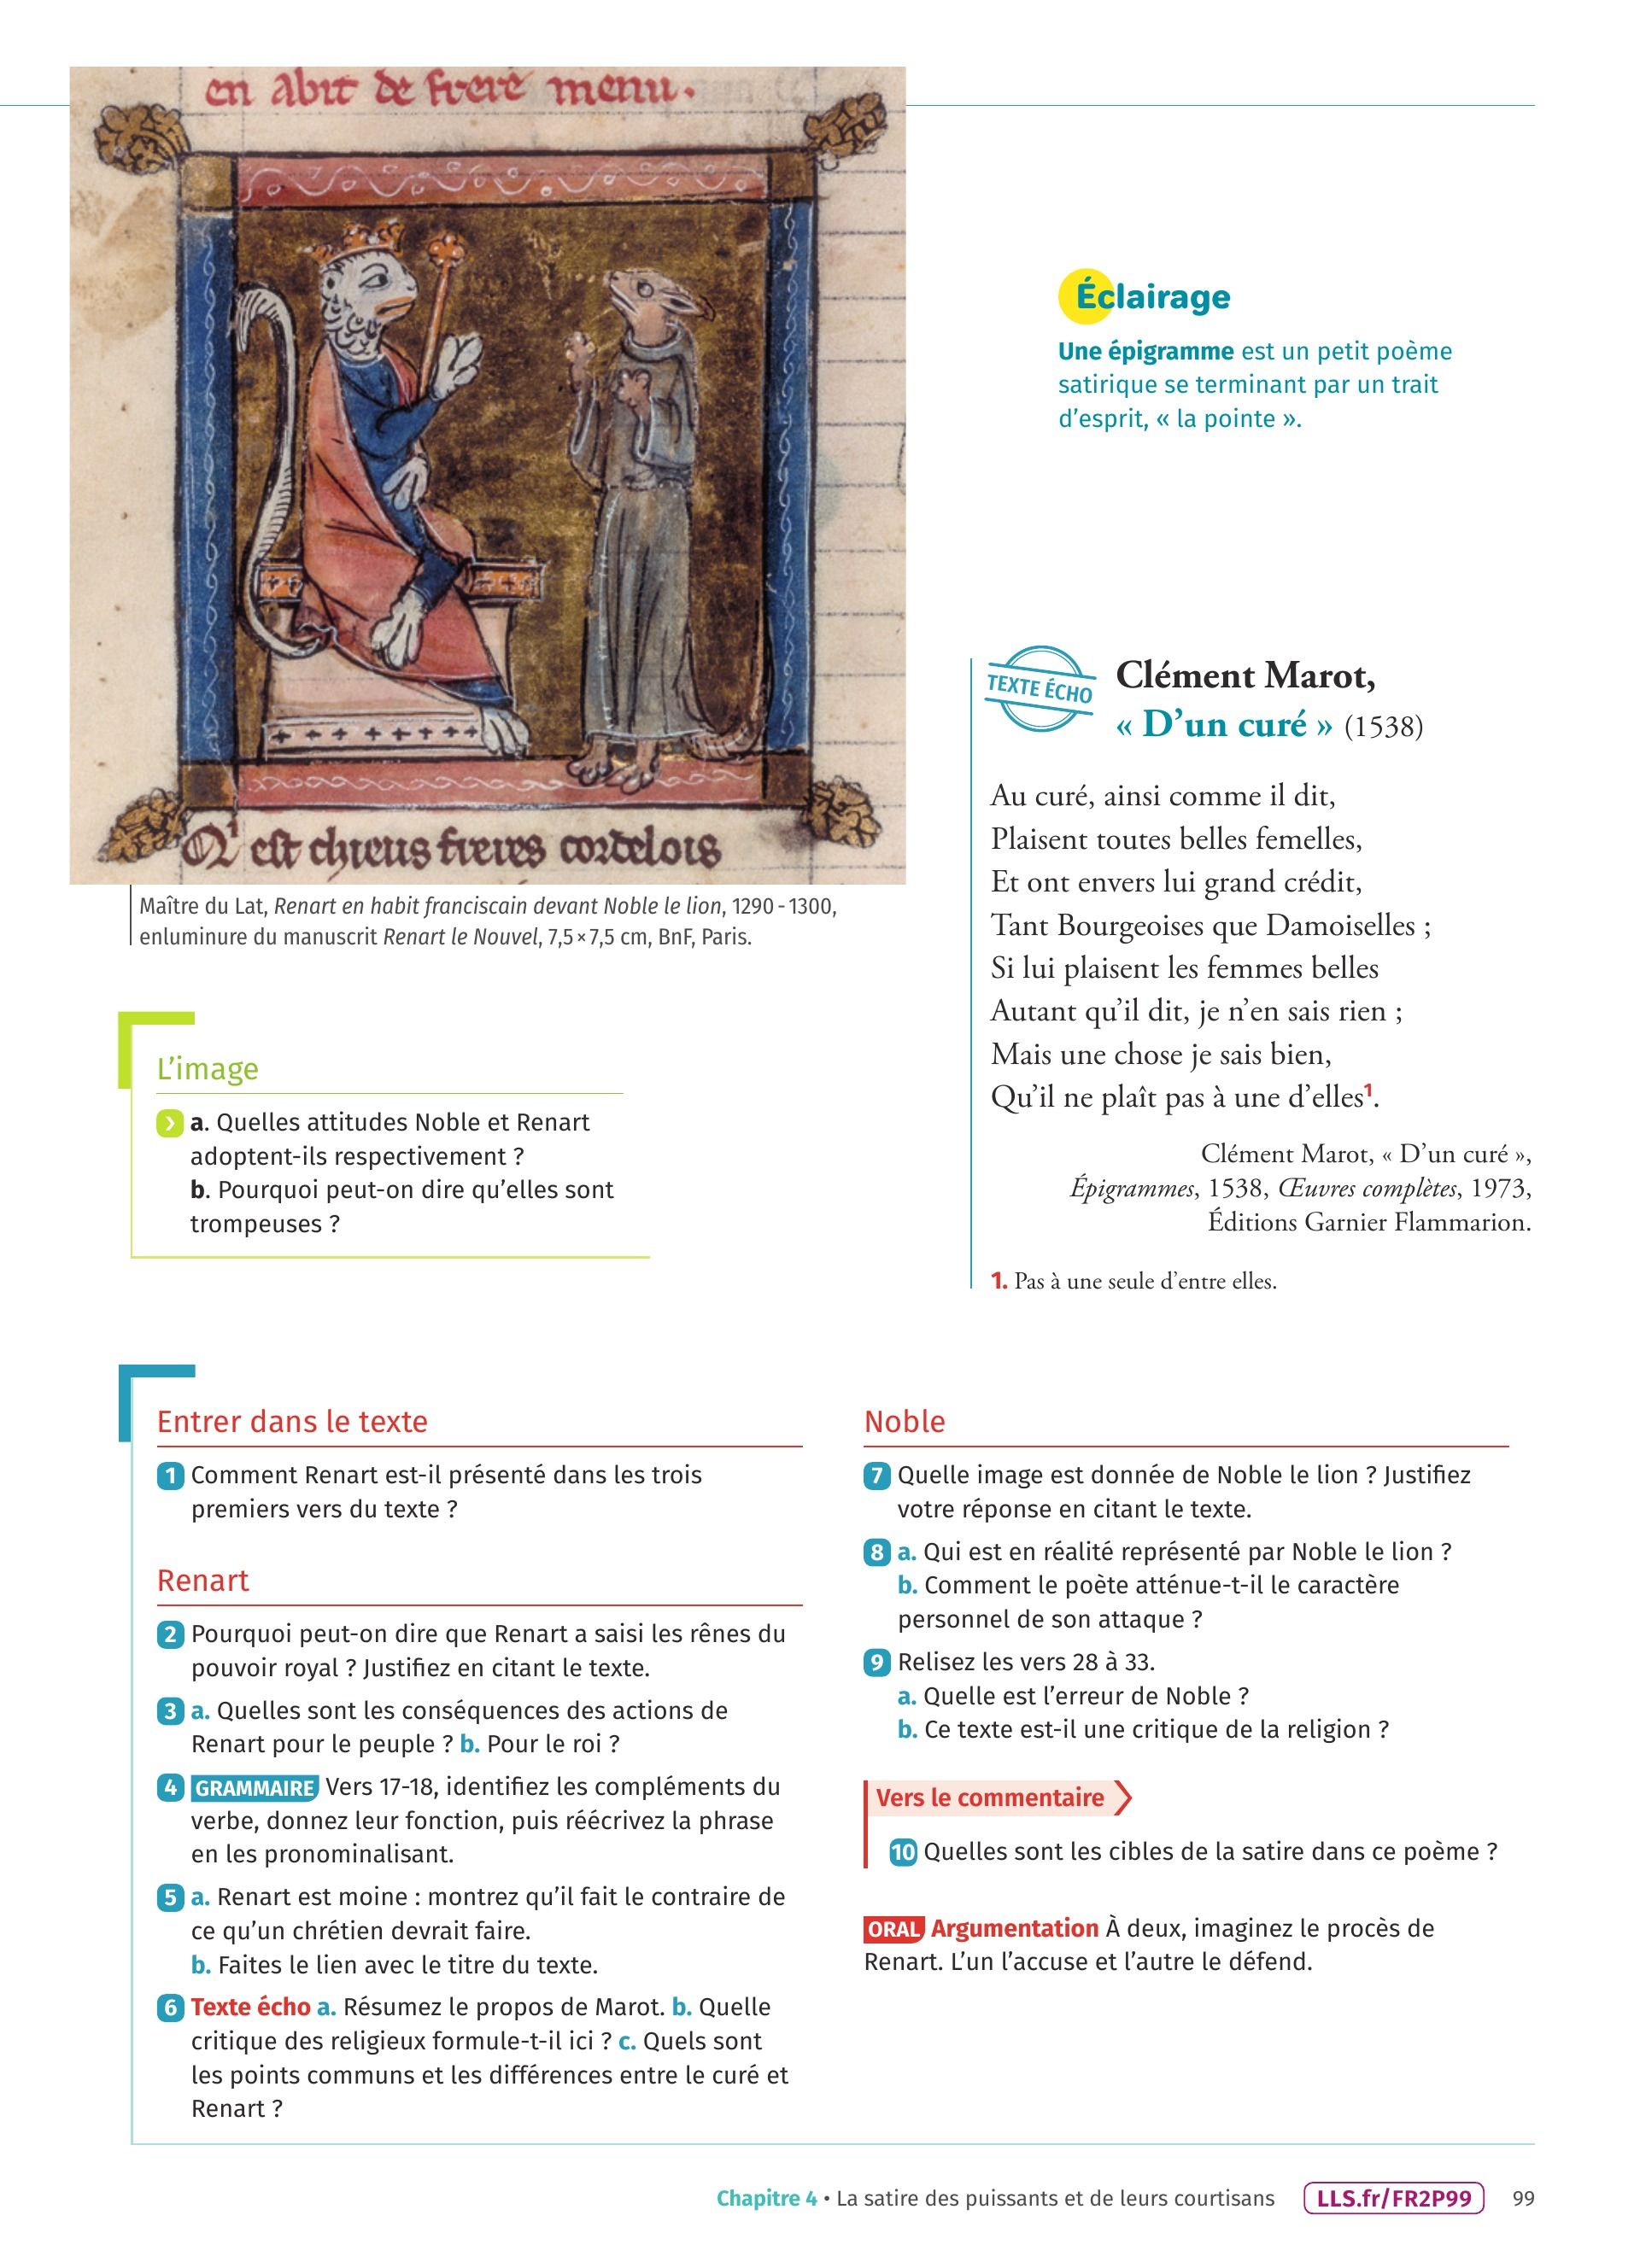 en abit de frere menu.
Q'i est chieus freres cordelois
Maître du Lat, Renart en habit franciscain devant Noble le lion, 1290 - 1300,
enluminure du manuscrit Renart le Nouvel, 7,5 × 7,5 cm, BnF, Paris.
Éclairage
Une épigramme est un petit poème
satirique se terminant par un trait
d'esprit, « la pointe ».
TEXTE ÉCHO
Clément Marot,
« D'un curé » (1538)
Au curé, ainsi comme il dit,
Plaisent toutes belles femelles,
Et ont envers lui grand crédit,
Tant Bourgeoises que Damoiselles ;
Si lui plaisent les femmes belles
Autant qu'il dit, je n'en sais rien ;
Mais une chose je sais bien,
Qu'il ne plaît pas à une d'elles¹.
Clément Marot, « D'un curé »,
Épigrammes, 1538, Œuvres complètes, 1973,
Éditions Garnier Flammarion.
1. Pas à une seule d'entre elles.
L'image
a. Quelles attitudes Noble et Renart
adoptent-ils respectivement ?
b. Pourquoi peut-on dire qu'elles sont
trompeuses ?
Entrer dans le texte
1 Comment Renart est-il présenté dans les trois
premiers vers du texte ?
Renart
2 Pourquoi peut-on dire que Renart a saisi les rênes du
pouvoir royal ? Justifiez en citant le texte.
3 a. Quelles sont les conséquences des actions de
Renart pour le peuple ? b. Pour le roi ?
4 GRAMMAIRE Vers 17-18, identifiez les compléments du
verbe, donnez leur fonction, puis réécrivez la phrase
en les pronominalisant.
5 a. Renart est moine : montrez qu'il fait le contraire de
ce qu'un chrétien devrait faire.
b. Faites le lien avec le titre du texte.
6 Texte écho a. Résumez le propos de Marot. b. Quelle
critique des religieux formule-t-il ici ? c. Quels sont
les points communs et les différences entre le curé et
Renart ?
Noble
7 Quelle image est donnée de Noble le lion ? Justifiez
votre réponse en citant le texte.
8 a. Qui est en réalité représenté par Noble le lion ?
b. Comment le poète atténue-t-il le caractère
personnel de son attaque ?
9 Relisez les vers 28 à 33.
a. Quelle est l'erreur de Noble ?
b. Ce texte est-il une critique de la religion ?
Vers le commentaire
10 Quelles sont les cibles de la satire dans ce poème ?
ORAL Argumentation À deux, imaginez le procès de
Renart. L'un l'accuse et l'autre le défend.
Chapitre 4 • La satire des puissants et de leurs courtisans LLS.fr/FR2P99 99